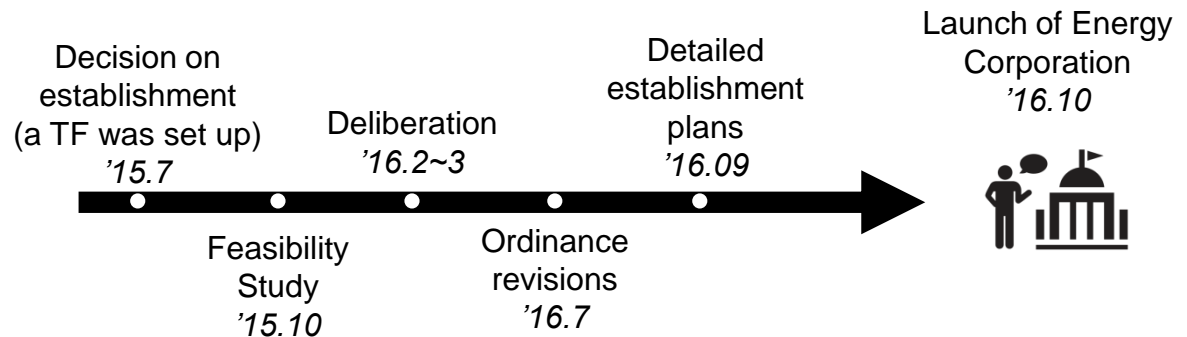 Decision on
establishment
(a TF was set up)
’15.7
Feasibility
Study
’15.10
Deliberation
’16.2~3
Ordinance
revisions
’16.7
Detailed
establishment
plans
’16.09
Launch of Energy
Corporation
’16.10